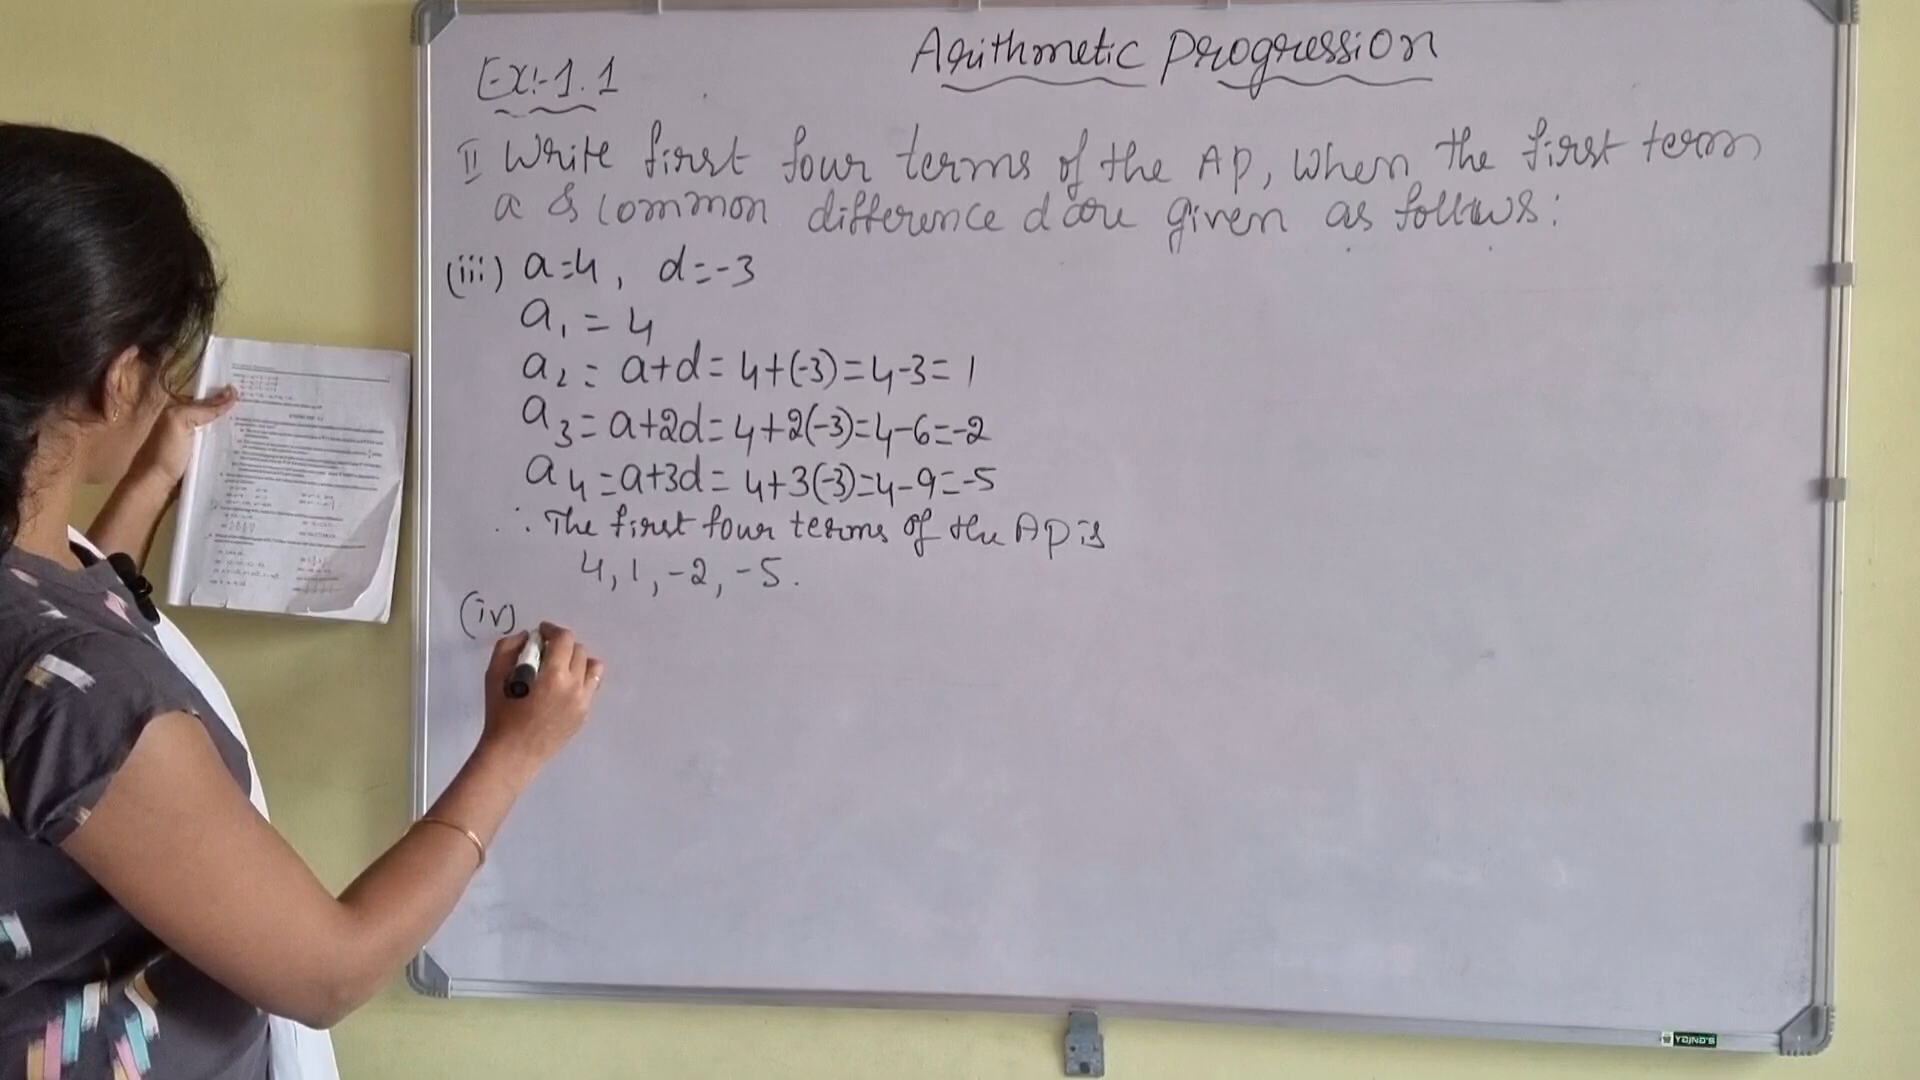 Arithmetic Progression
Ex:-1.1
II Write first four terms of the AP, when the first term
a & common difference d are given as follows:
(iii) a=4, d=-3
a₁ = 4
a₂ = a+d = 4+(-3)=4-3=1
a₃=a+2d=4+2(-3)=4-6=-2
a₄=a+3d=4+3(-3)=4-9=-5
∴ The first four terms of the AP is
4, 1, -2, -5.
(iv)
YOJNO'S